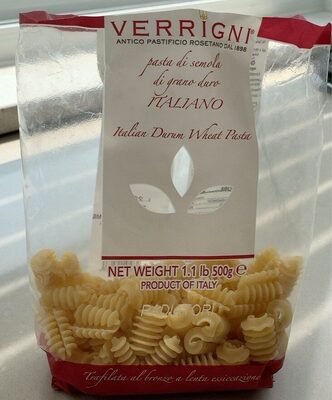 VERRIGNI
ANTICO PASTIFICIO ROSETANO DAL 1898
pasta di semola
di grano duro
ITALIANO
Italian Durum Wheat Pasta
NET WEIGHT 1.1 lb 500g e
PRODUCT OF ITALY
Trafilata al bronzo a lenta essiccazione